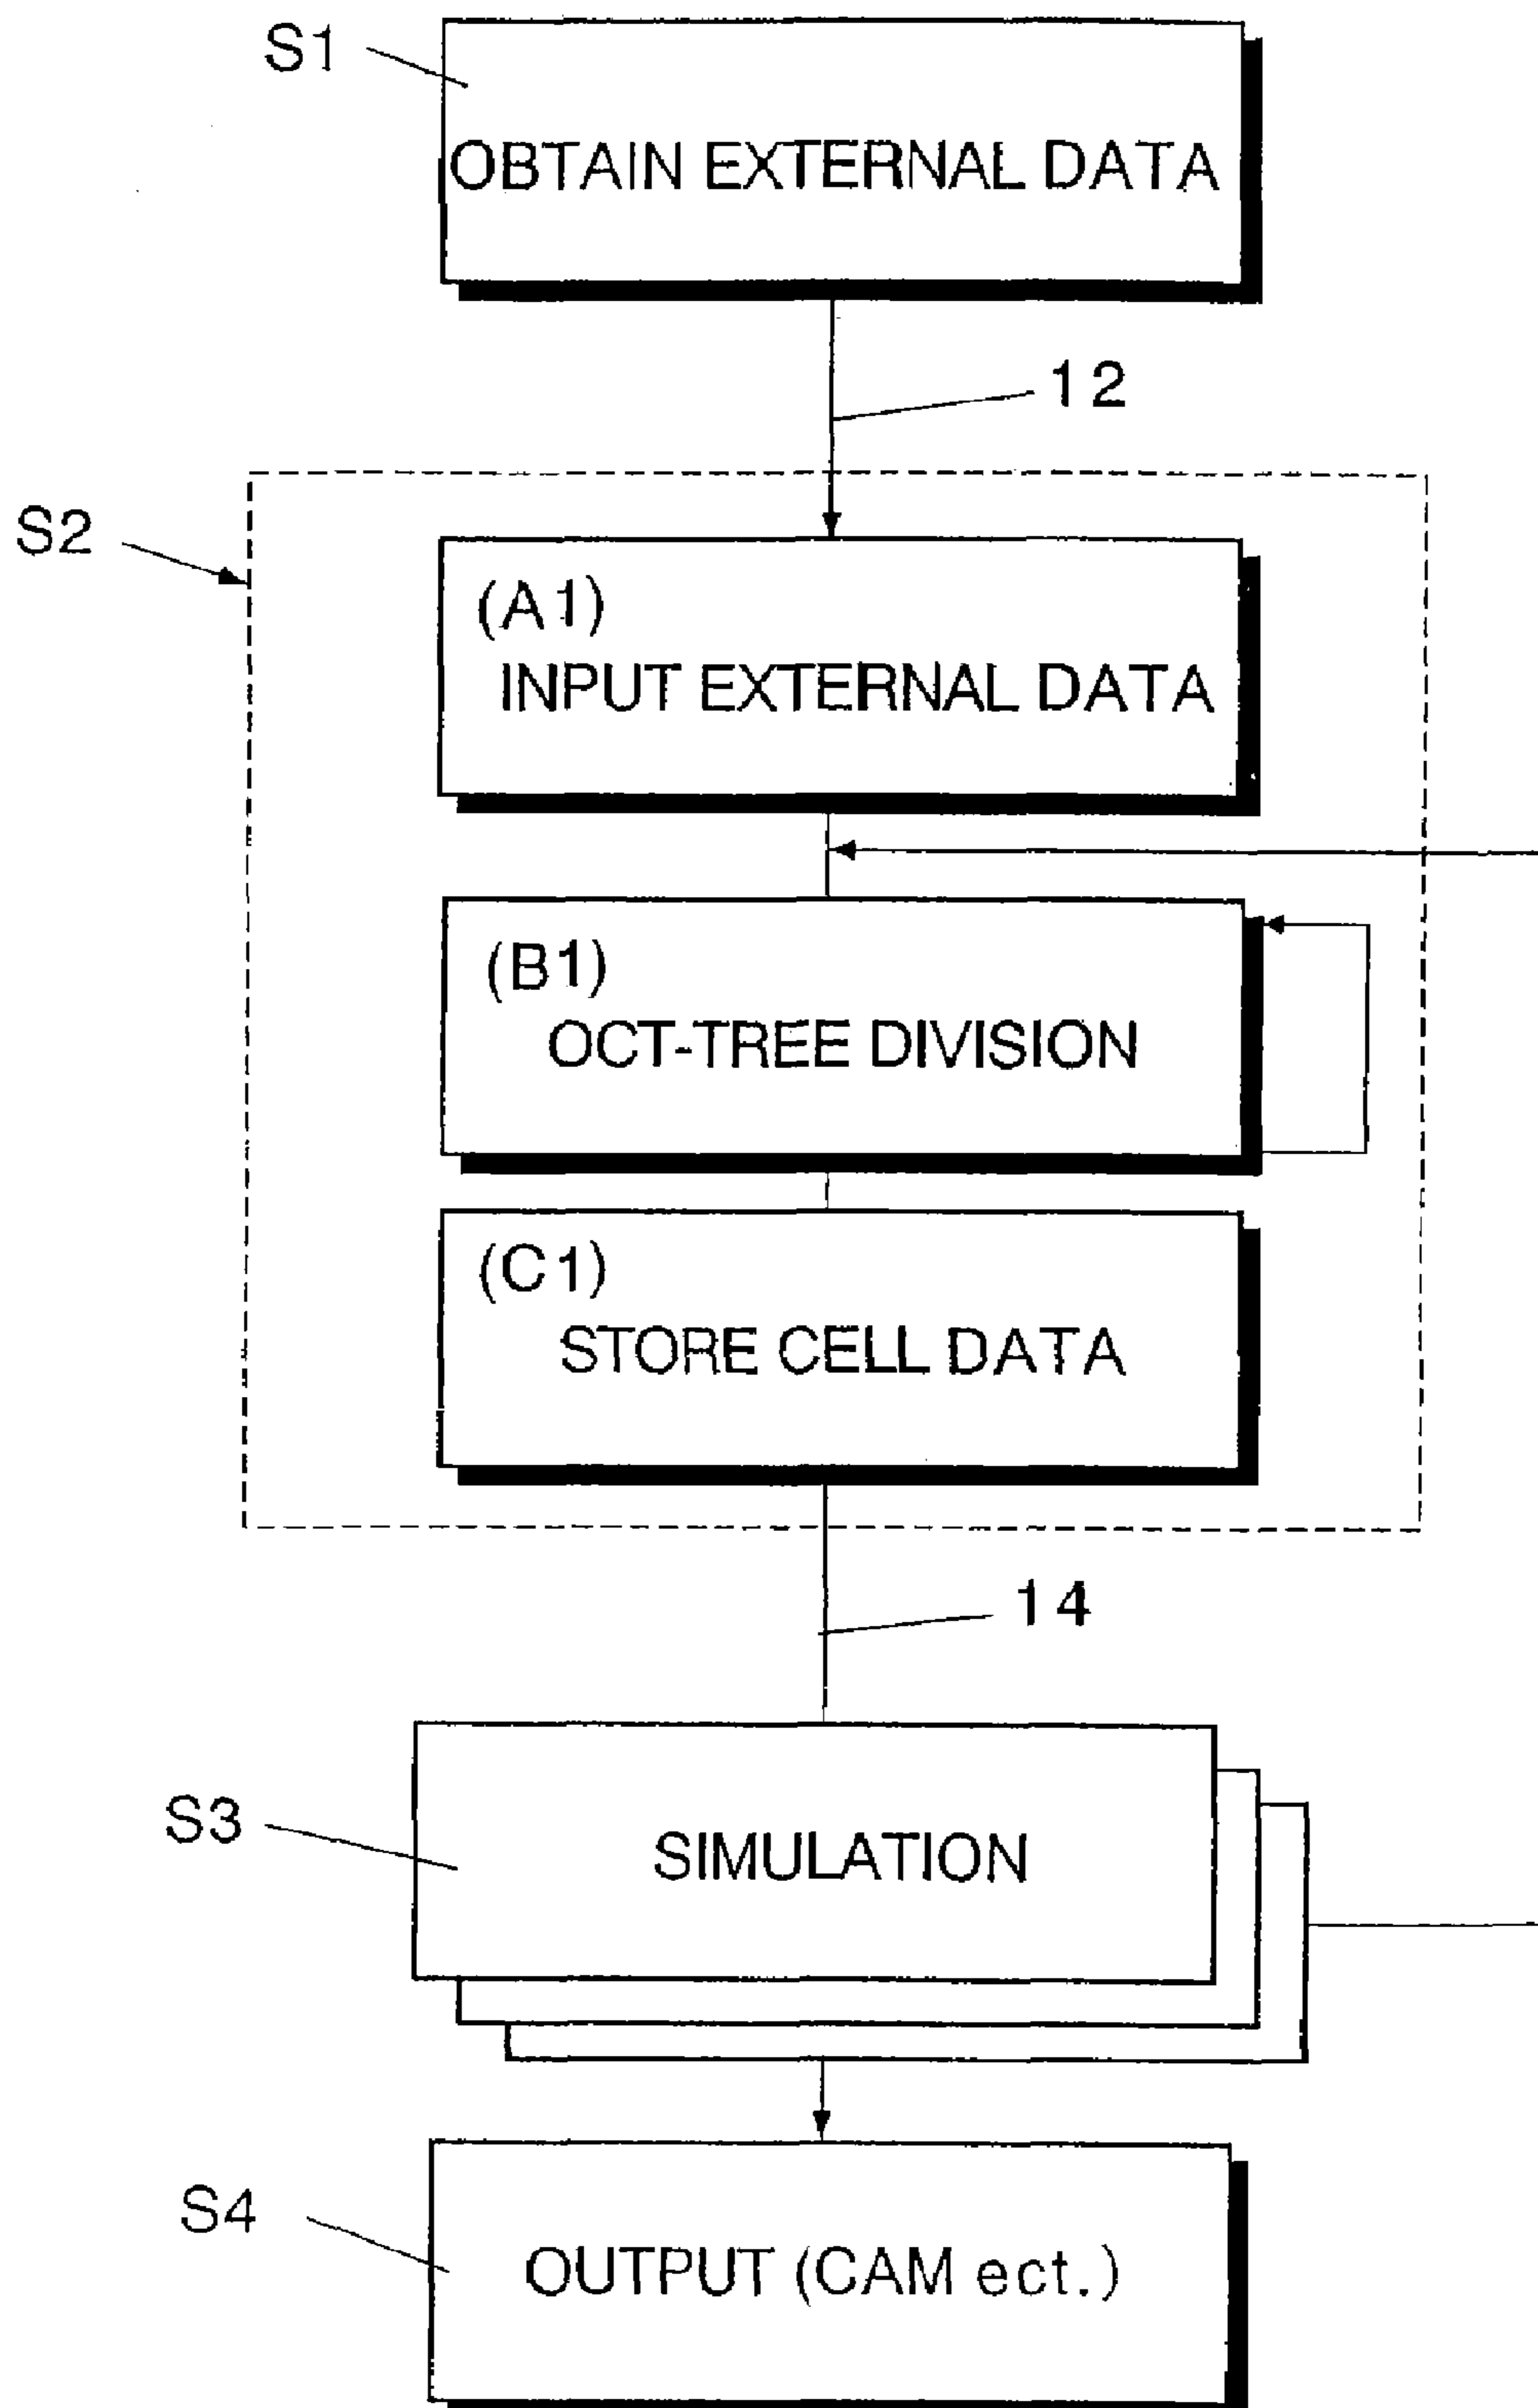 S1
OBTAIN EXTERNAL DATA
12
S2
(A1)
INPUT EXTERNAL DATA
(B1)
OCT-TREE DIVISION
(C1)
STORE CELL DATA
14
S3
SIMULATION
S4
OUTPUT (CAM ect.)